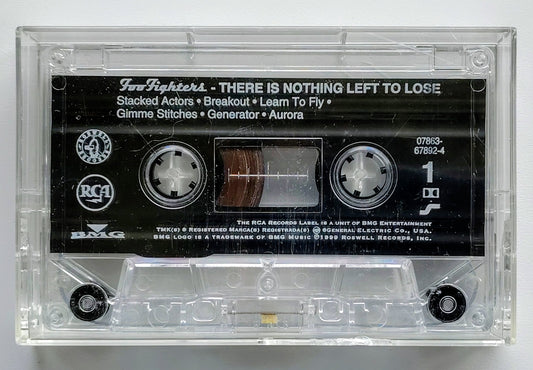 Foo Fighters - THERE IS NOTHING LEFT TO LOSE
Stacked Actors • Breakout • Learn To Fly •
Gimme Stitches • Generator • Aurora
07863-
67892-4
1
RCA
BMG
THE RCA RECORDS LABEL IS A UNIT OF BMG ENTERTAINMENT
TMK(S) ® REGISTERED MARCA(S) REGISTRADA(S) ® GENERAL ELECTRIC CO., USA.
BMG LOGO IS A TRADEMARK OF BMG MUSIC ©1999 ROSWELL RECORDS, INC.